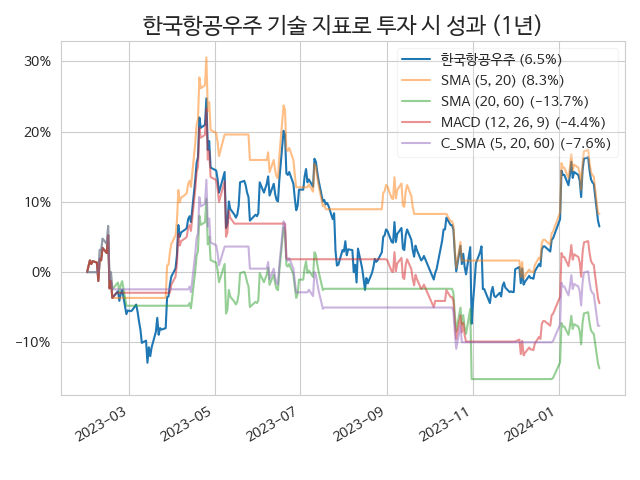 한국항공우주 기술 지표로 투자 시 성과 (1년)
한국항공우주 (6.5%)
SMA (5, 20) (8.3%)
SMA (20, 60) (−13.7%)
MACD (12, 26, 9) (−4.4%)
C_SMA (5, 20, 60) (−7.6%)
30%
20%
10%
0%
−10%
2023−03
2023−05
2023−07
2023−09
2023−11
2024−01